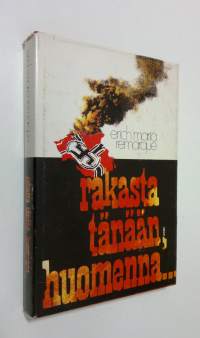 erich maria
remarque
rakasta
tänään,
huomenna...